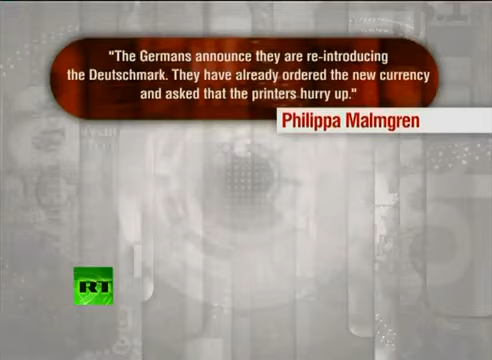 "The Germans announce they are re-introducing
the Deutschmark. They have already ordered the new currency
and asked that the printers hurry up."
Philippa Malmgren
RT